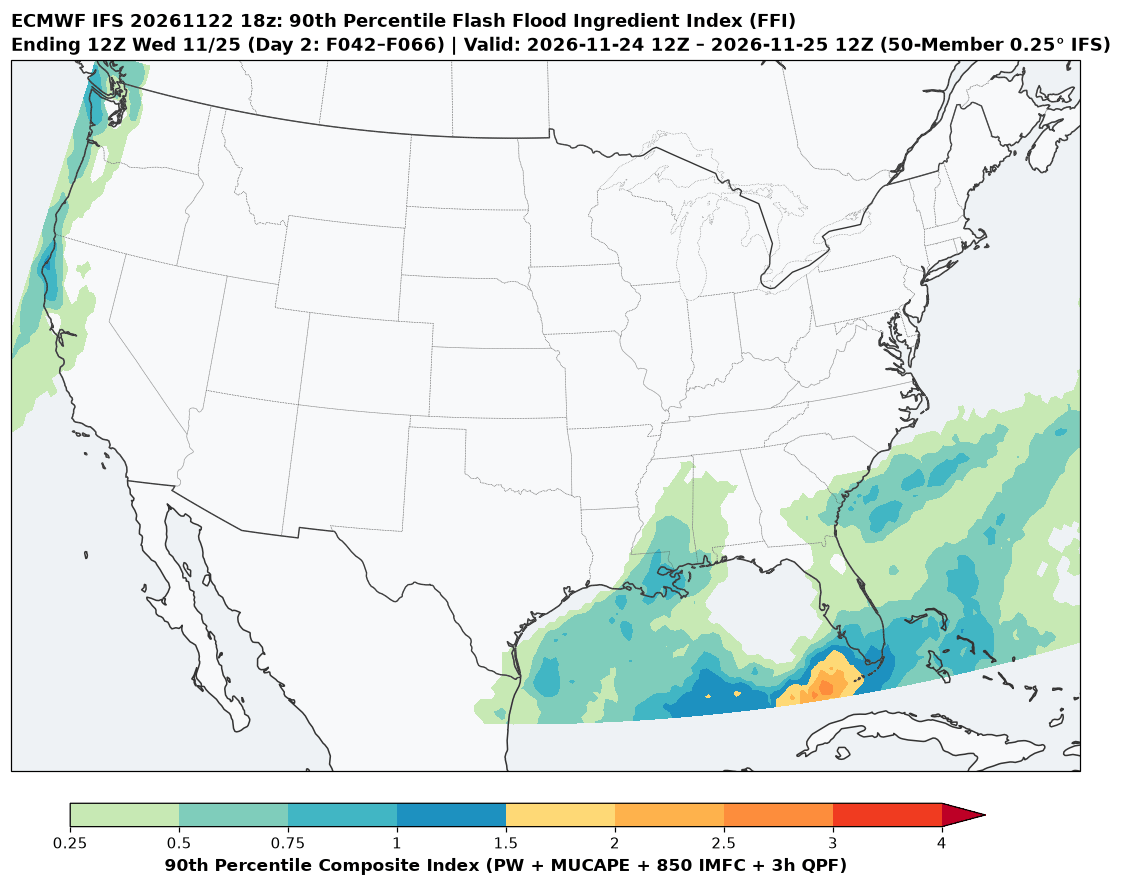 ECMWF IFS 20261122 18z: 90th Percentile Flash Flood Ingredient Index (FFI)
Ending 12Z Wed 11/25 (Day 2: F042–F066) | Valid: 2026-11-24 12Z – 2026-11-25 12Z (50-Member 0.25° IFS)
0.25 0.5 0.75 1 1.5 2 2.5 3 4
90th Percentile Composite Index (PW + MUCAPE + 850 IMFC + 3h QPF)